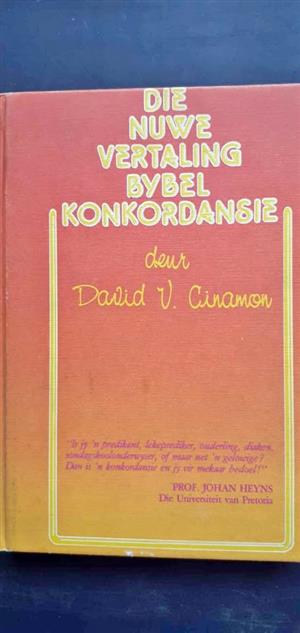 DIE
NUWE
VERTALING
BYBEL
KONKORDANSIE
deur
David V. Cinamon
"Is jy 'n predikant, lekeprediker, ouderling, diaken,
sondagskoolonderwyser, of maar net 'n gelowige?
Dan is 'n konkordansie en jy vir mekaar bedoel!"
PROF. JOHAN HEYNS
Die Universiteit van Pretoria